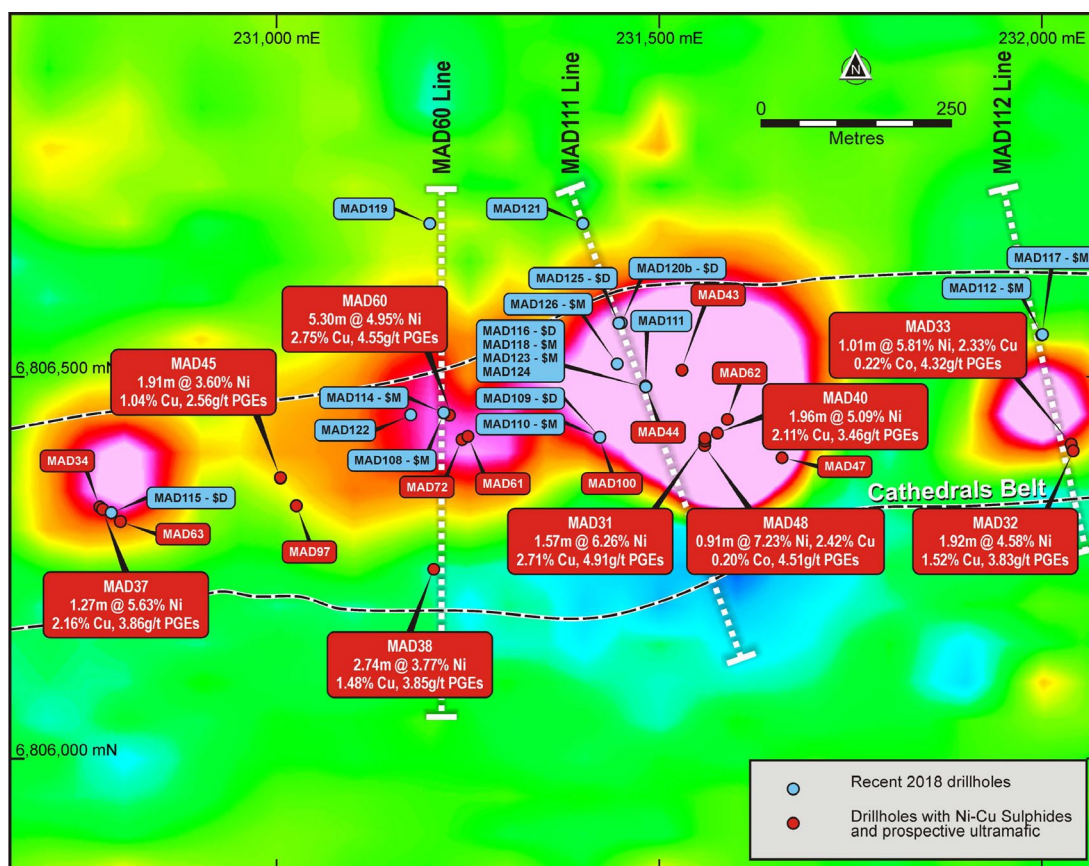 231,000 mE
231,500 mE
232,000 mE
N
0
250
Metres
MAD60 Line
MAD111 Line
MAD112 Line
MAD119
MAD121
MAD117 - $M
MAD112 - $M
MAD125 - $D
MAD120b - $D
MAD126 - $M
MAD43
MAD111
MAD116 - $D
MAD118 - $M
MAD123 - $M
MAD124
MAD60
5.30m @ 4.95% Ni
2.75% Cu, 4.55g/t PGEs
MAD33
1.01m @ 5.81% Ni, 2.33% Cu
0.22% Co, 4.32g/t PGEs
6,806,500 mN
MAD45
1.91m @ 3.60% Ni
1.04% Cu, 2.56g/t PGEs
MAD114 - $M
MAD122
MAD109 - $D
MAD110 - $M
MAD62
MAD40
1.96m @ 5.09% Ni
2.11% Cu, 3.46g/t PGEs
MAD44
MAD108 - $M
MAD34
MAD72
MAD61
MAD100
MAD47
MAD115 - $D
Cathedrals Belt
MAD63
MAD97
MAD31
1.57m @ 6.26% Ni
2.71% Cu, 4.91g/t PGEs
MAD48
0.91m @ 7.23% Ni, 2.42% Cu
0.20% Co, 4.51g/t PGEs
MAD32
1.92m @ 4.58% Ni
1.52% Cu, 3.83g/t PGEs
MAD37
1.27m @ 5.63% Ni
2.16% Cu, 3.86g/t PGEs
MAD38
2.74m @ 3.77% Ni
1.48% Cu, 3.85g/t PGEs
6,806,000 mN
Recent 2018 drillholes
Drillholes with Ni-Cu Sulphides
and prospective ultramafic